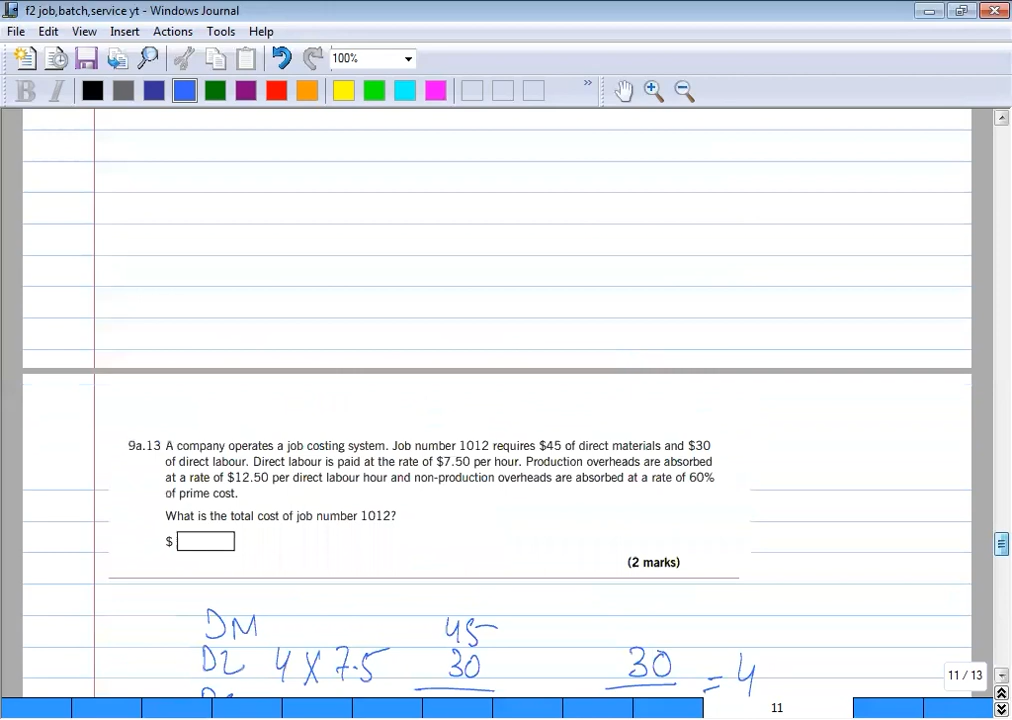 f2 job,batch,service yt - Windows Journal
File Edit View Insert Actions Tools Help
100%
B I
9a.13 A company operates a job costing system. Job number 1012 requires $45 of direct materials and $30
of direct labour. Direct labour is paid at the rate of $7.50 per hour. Production overheads are absorbed
at a rate of $12.50 per direct labour hour and non-production overheads are absorbed at a rate of 60%
of prime cost.
What is the total cost of job number 1012?
$
(2 marks)
DM 45
DL 4 X 7.5 30 30 = 4
11 / 13
11